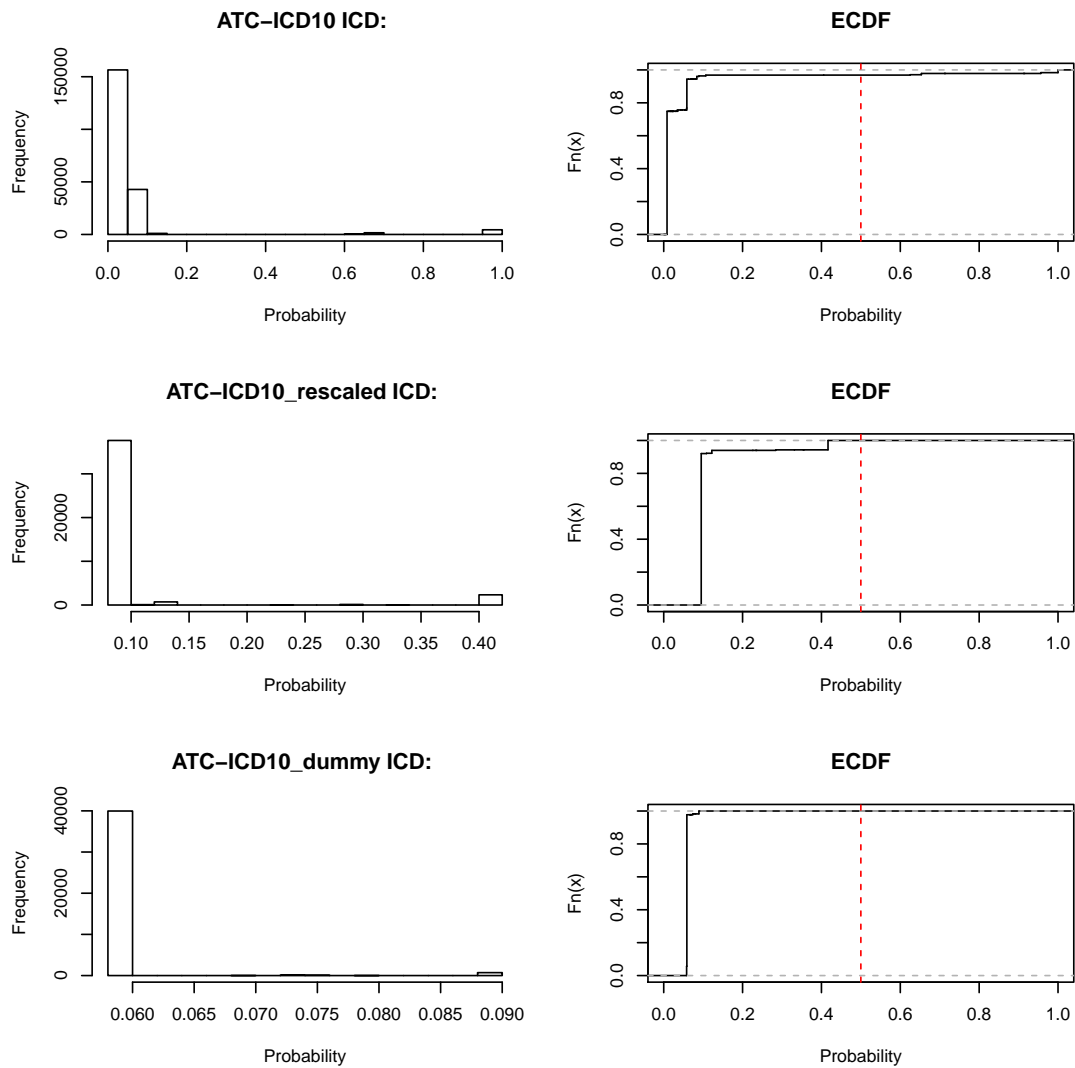 ATC−ICD10 ICD:
Frequency
0 50000 150000
0.0 0.2 0.4 0.6 0.8 1.0
Probability
ECDF
Fn(x)
0.0 0.4 0.8
0.0 0.2 0.4 0.6 0.8 1.0
Probability
ATC−ICD10_rescaled ICD:
Frequency
0 20000
0.10 0.15 0.20 0.25 0.30 0.35 0.40
Probability
ECDF
Fn(x)
0.0 0.4 0.8
0.0 0.2 0.4 0.6 0.8 1.0
Probability
ATC−ICD10_dummy ICD:
Frequency
0 20000 40000
0.060 0.065 0.070 0.075 0.080 0.085 0.090
Probability
ECDF
Fn(x)
0.0 0.4 0.8
0.0 0.2 0.4 0.6 0.8 1.0
Probability